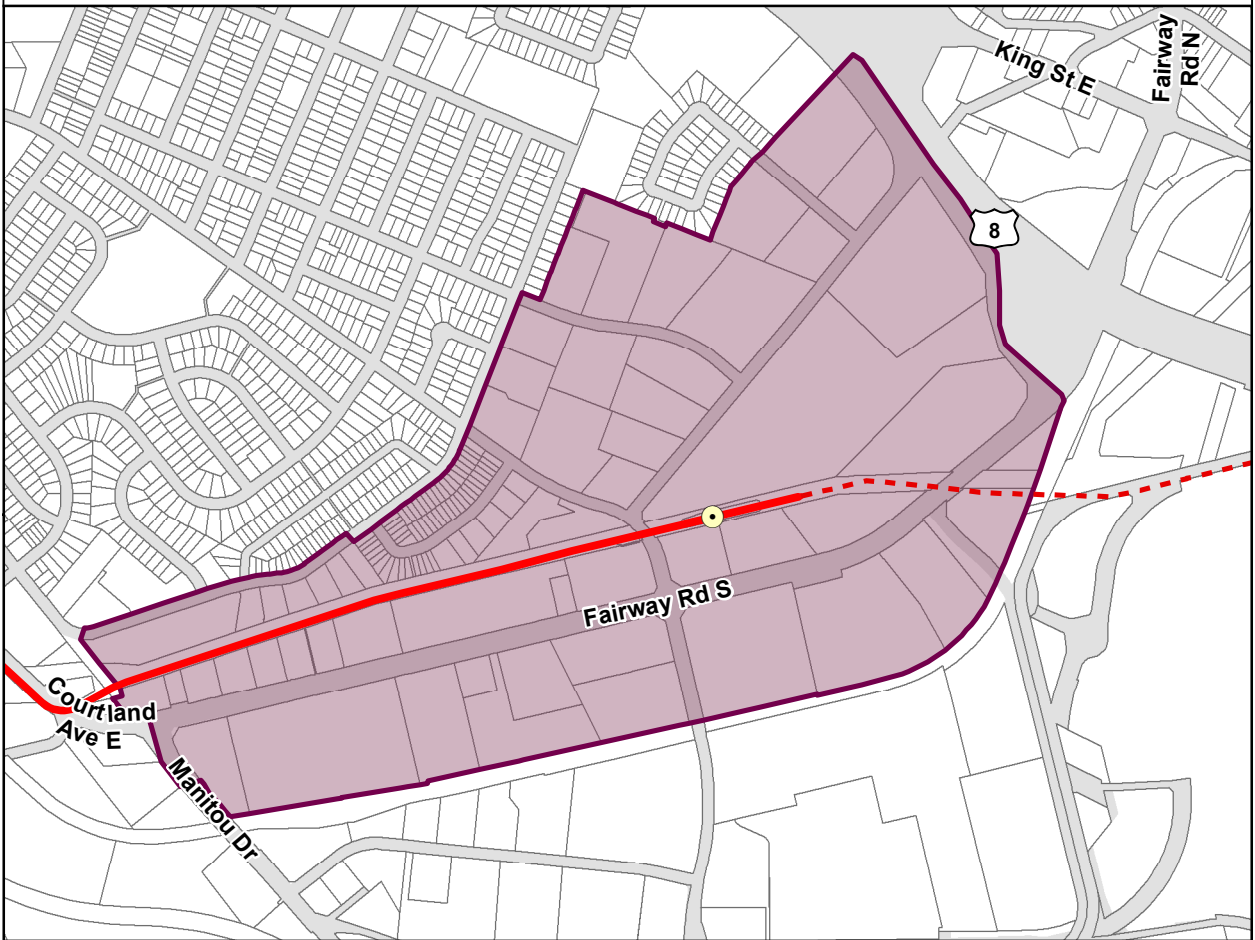 King St E
Fairway
Rd N
8
Fairway Rd S
Courtland
Ave E
Manitou Dr